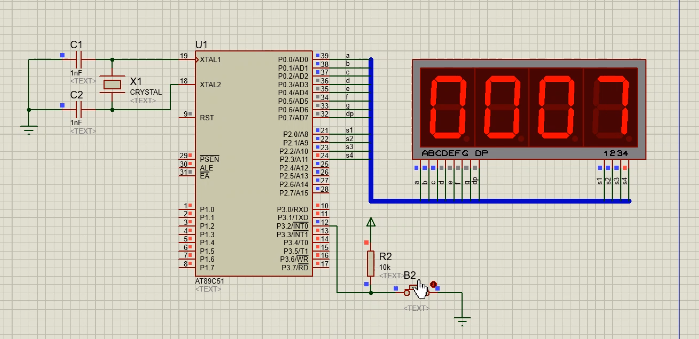 C1
1nF
<TEXT>
X1
CRYSTAL
<TEXT>
C2
1nF
<TEXT>
U1
19 XTAL1
18 XTAL2
9 RST
29 PSEN
30 ALE
31 EA
1 P1.0
2 P1.1
3 P1.2
4 P1.3
5 P1.4
6 P1.5
7 P1.6
8 P1.7
P0.0/AD0 39 a
P0.1/AD1 38 b
P0.2/AD2 37 c
P0.3/AD3 36 d
P0.4/AD4 35 e
P0.5/AD5 34 f
P0.6/AD6 33 g
P0.7/AD7 32 dp
P2.0/A8 21 s1
P2.1/A9 22 s2
P2.2/A10 23 s3
P2.3/A11 24 s4
P2.4/A12 25
P2.5/A13 26
P2.6/A14 27
P2.7/A15 28
P3.0/RXD 10
P3.1/TXD 11
P3.2/INT0 12
P3.3/INT1 13
P3.4/T0 14
P3.5/T1 15
P3.6/WR 16
P3.7/RD 17
AT89C51
<TEXT>
0007
ABCDEFG DP
1234
a b c d e f g dp
s1 s2 s3 s4
R2
10k
<TEXT>
B2
<TEXT>